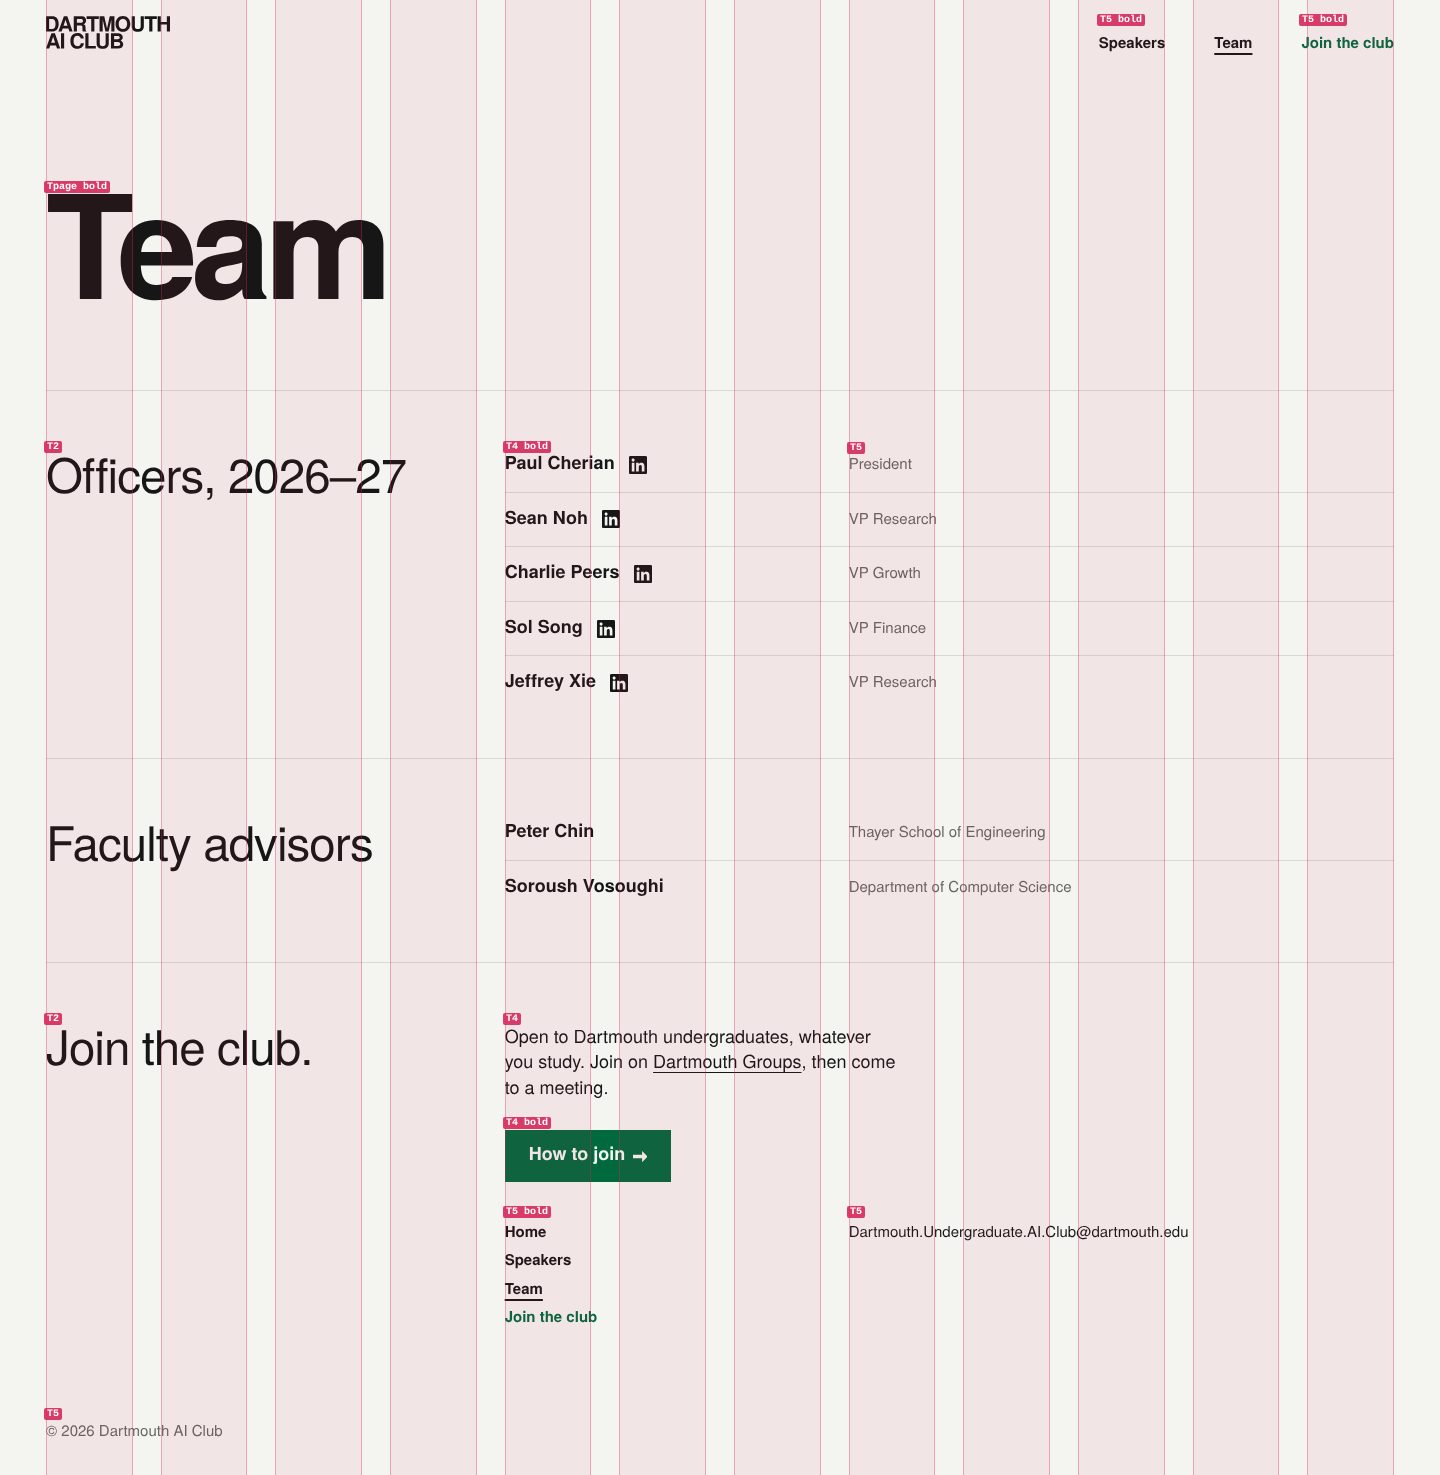 DARTMOUTH
AI CLUB
T5 bold
T5 bold
Speakers
Team
Join the club
Tpage bold
Team
T2
T4 bold
T5
Officers, 2026–27
Paul Cherian in
President
Sean Noh in
VP Research
Charlie Peers in
VP Growth
Sol Song in
VP Finance
Jeffrey Xie in
VP Research
Faculty advisors
Peter Chin
Thayer School of Engineering
Soroush Vosoughi
Department of Computer Science
T2
T4
Join the club.
Open to Dartmouth undergraduates, whatever
you study. Join on Dartmouth Groups, then come
to a meeting.
T4 bold
How to join →
T5 bold
T5
Home
Dartmouth.Undergraduate.AI.Club@dartmouth.edu
Speakers
Team
Join the club
T5
© 2026 Dartmouth AI Club